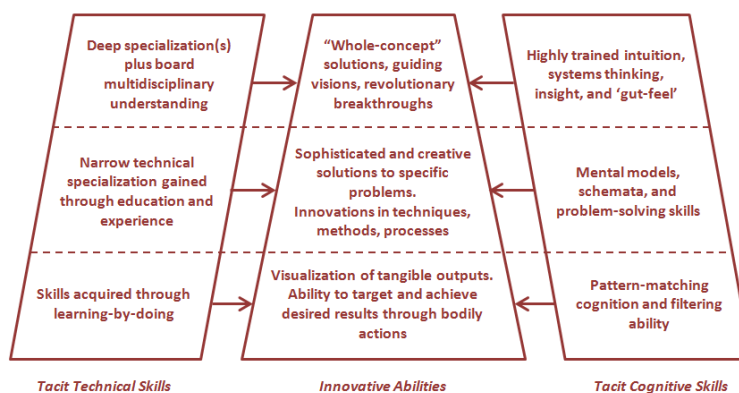 Deep specialization(s)
plus board
multidisciplinary
understanding
“Whole-concept”
solutions, guiding
visions, revolutionary
breakthroughs
Highly trained intuition,
systems thinking,
insight, and ‘gut-feel’
Narrow technical
specialization gained
through education and
experience
Sophisticated and creative
solutions to specific
problems.
Innovations in techniques,
methods, processes
Mental models,
schemata, and
problem-solving skills
Skills acquired through
learning-by-doing
Visualization of tangible outputs.
Ability to target and achieve
desired results through bodily
actions
Pattern-matching
cognition and filtering
ability
Tacit Technical Skills
Innovative Abilities
Tacit Cognitive Skills